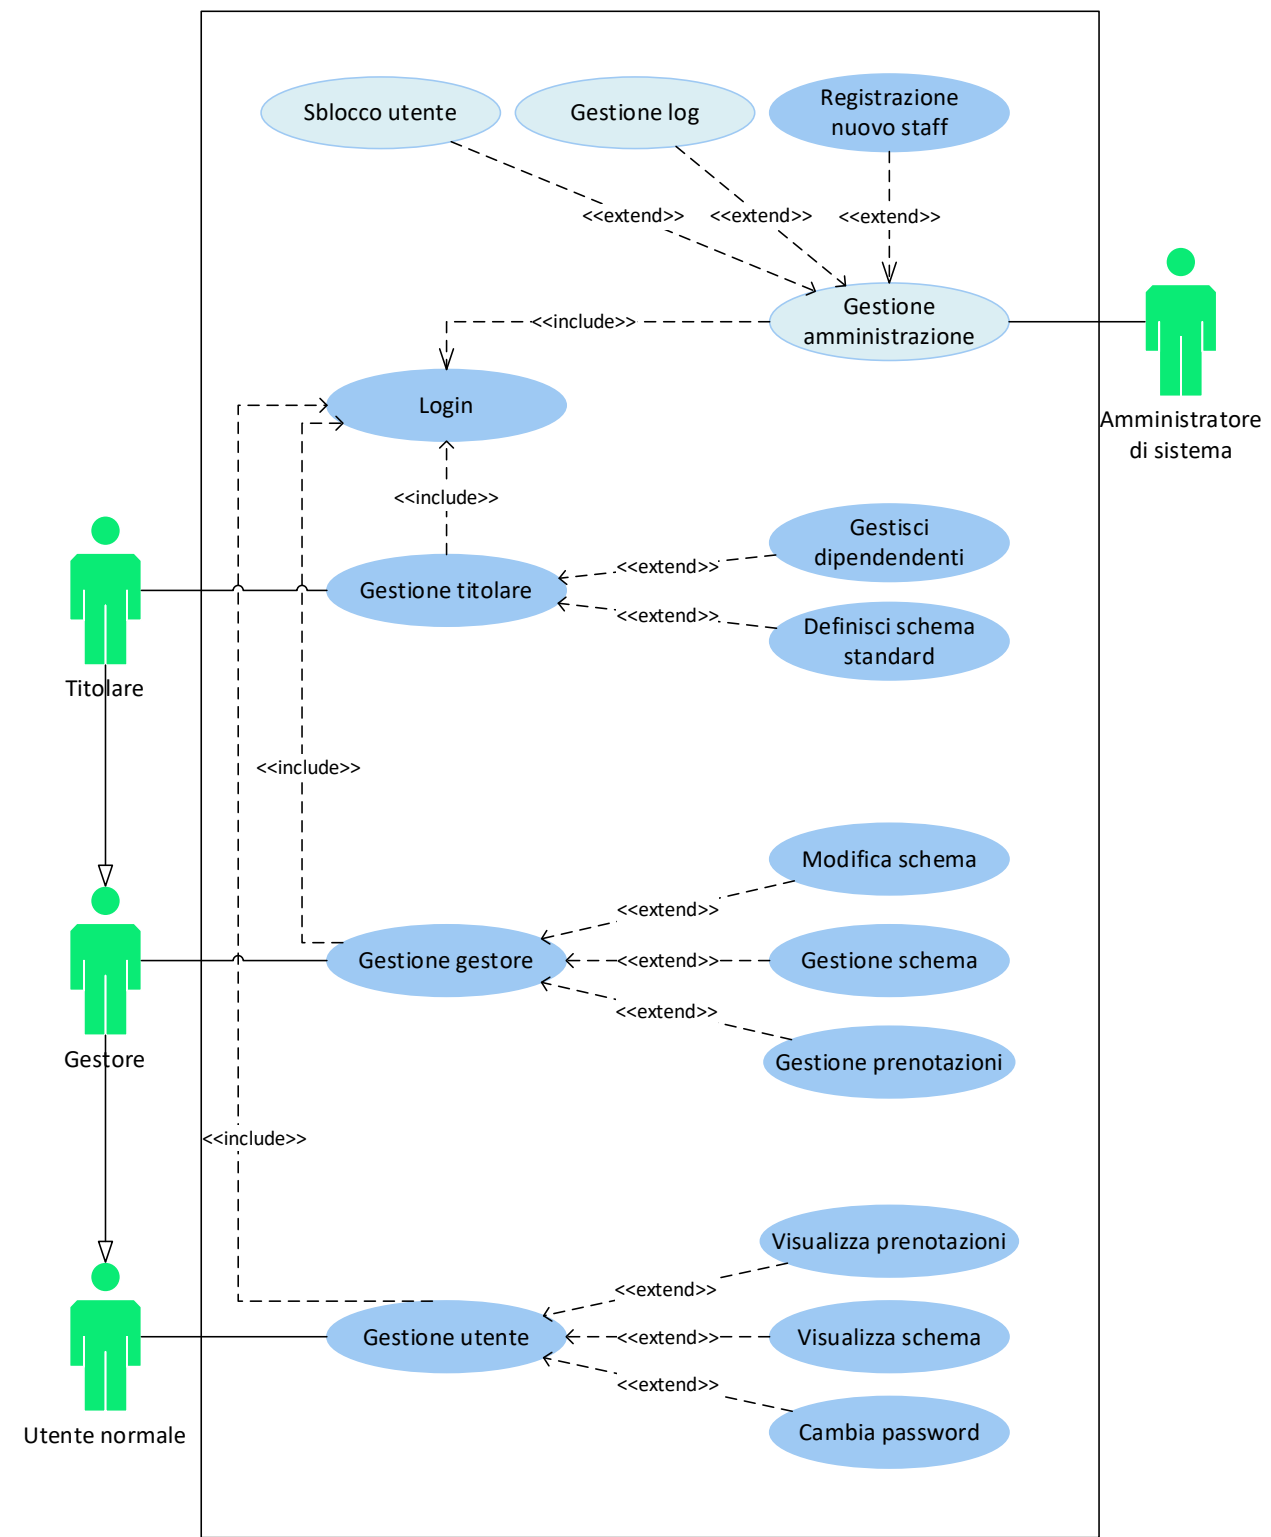 Sblocco utente
Gestione log
Registrazione
nuovo staff
<<extend>>
<<extend>>
<<extend>>
Gestione
amministrazione
<<include>>
Login
Amministratore
di sistema
<<include>>
Gestisci
dipendendenti
<<extend>>
Gestione titolare
<<extend>>
Definisci schema
standard
Titolare
<<include>>
Modifica schema
<<extend>>
Gestione gestore
<<extend>>
Gestione schema
<<extend>>
Gestore
Gestione prenotazioni
<<include>>
Visualizza prenotazioni
<<extend>>
Gestione utente
<<extend>>
Visualizza schema
<<extend>>
Utente normale
Cambia password